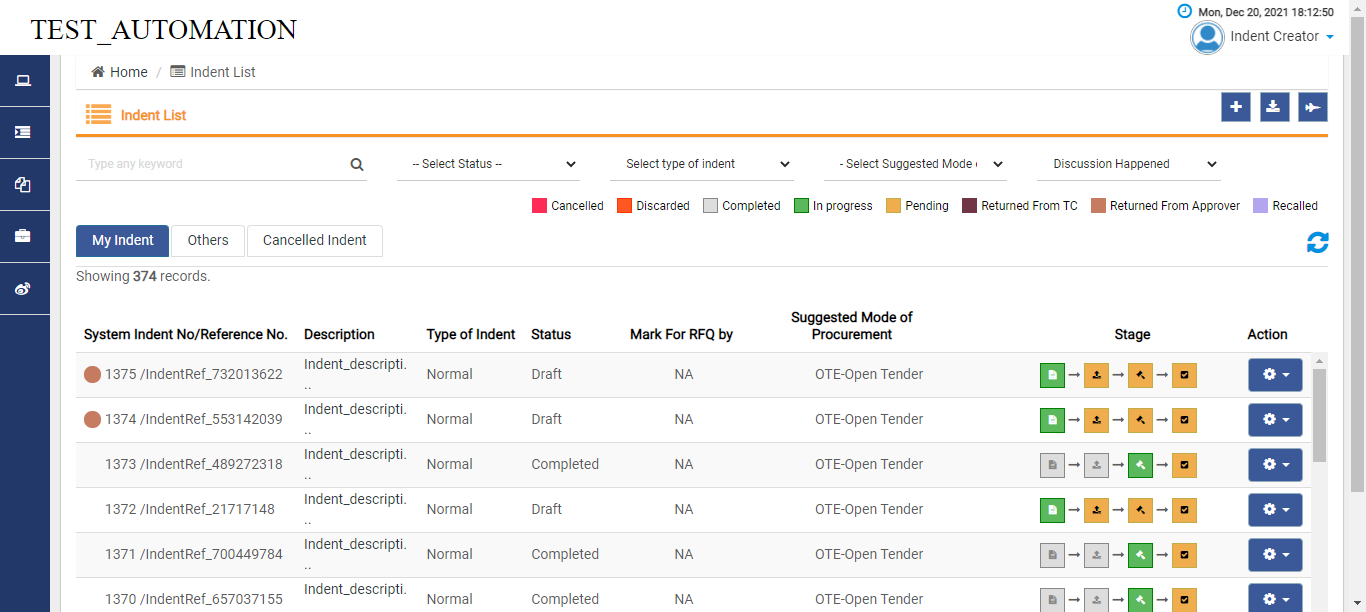 Mon, Dec 20, 2021 18:12:50
TEST_AUTOMATION
Indent Creator
Home / Indent List
Indent List
Type any keyword
-- Select Status --
Select type of indent
- Select Suggested Mode
Discussion Happened
Cancelled Discarded Completed In progress Pending Returned From TC Returned From Approver Recalled
My Indent Others Cancelled Indent
Showing 374 records.
System Indent No/Reference No. Description Type of Indent Status Mark For RFQ by Suggested Mode of Procurement Stage Action
1375 /IndentRef_732013622 Indent_descripti... Normal Draft NA OTE-Open Tender
1374 /IndentRef_553142039 Indent_descripti... Normal Draft NA OTE-Open Tender
1373 /IndentRef_489272318 Indent_descripti... Normal Completed NA OTE-Open Tender
1372 /IndentRef_21717148 Indent_descripti... Normal Draft NA OTE-Open Tender
1371 /IndentRef_700449784 Indent_descripti... Normal Completed NA OTE-Open Tender
1370 /IndentRef_657037155 Indent_descripti. Normal Completed NA OTE-Open Tender